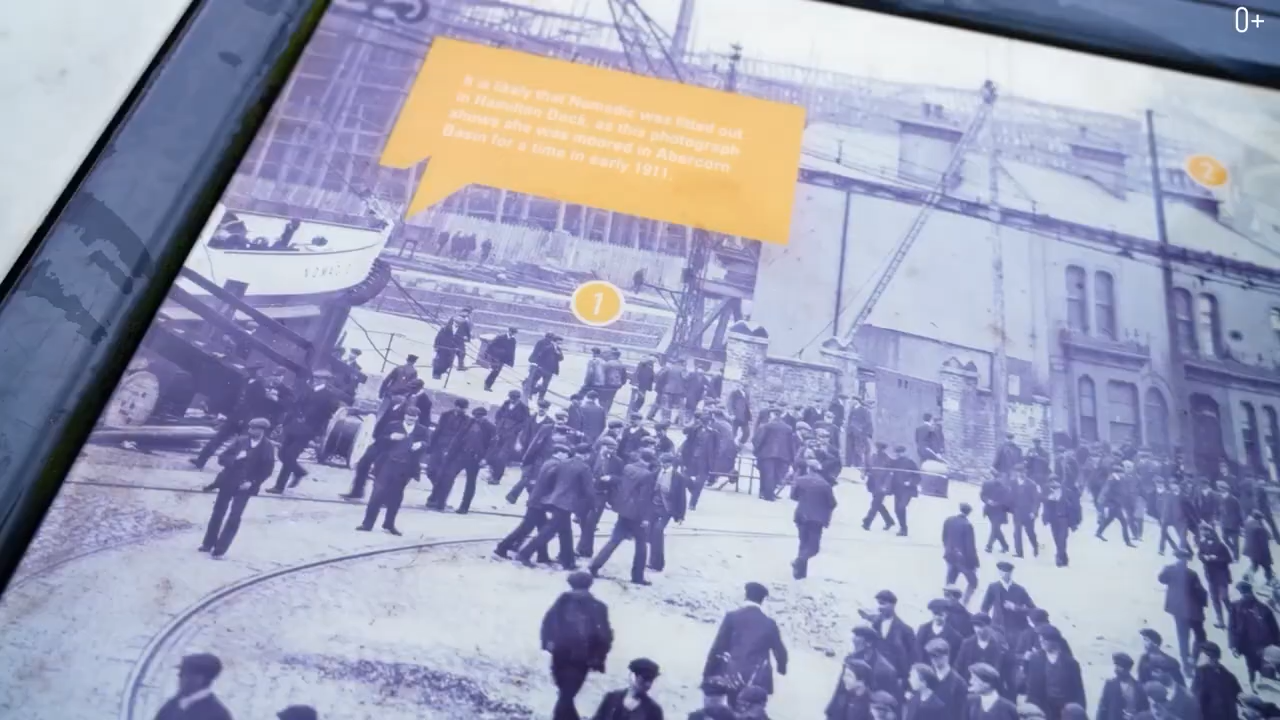 0+
It is likely that Nomadic was fitted out
in Hamilton Dock, as this photograph
shows she was moored in Abercorn
Basin for a time in early 1911.
2
NOMADIC
1